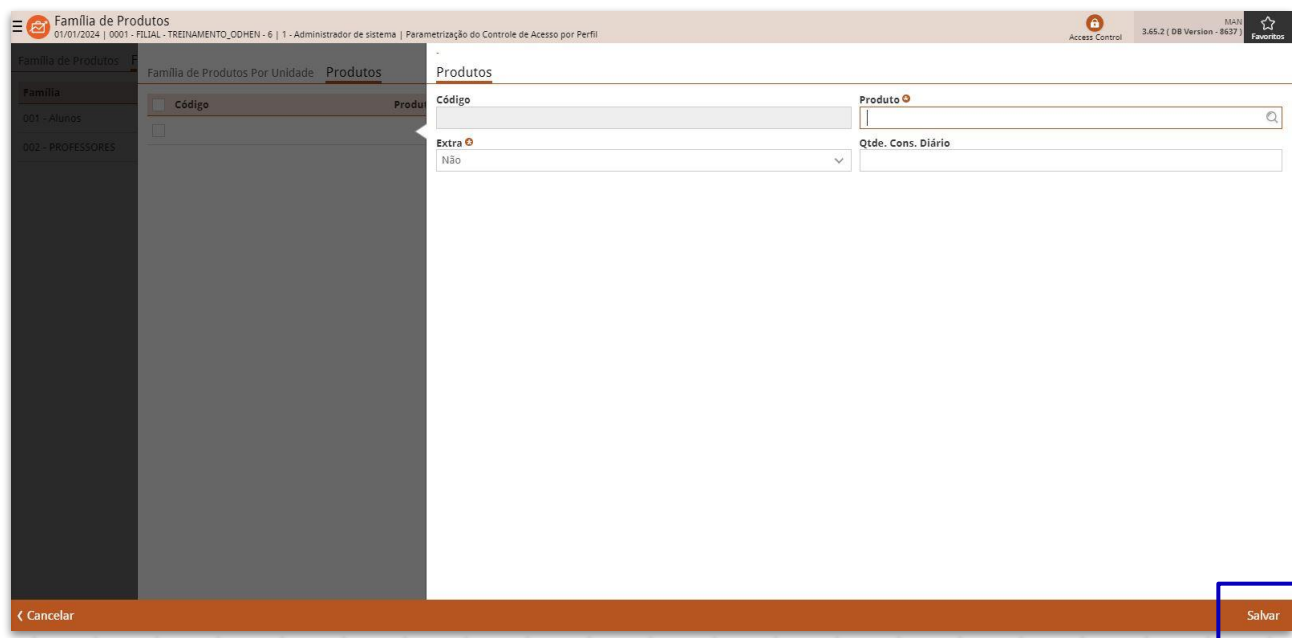 Família de Produtos
01/01/2024 | 0001 - FILIAL - TREINAMENTO_ODHEN - 6 | 1 - Administrador de sistema | Parametrização do Controle de Acesso por Perfil
Access Control
MAN
3.65.2 ( DB Version - 8637 )
Favoritos
Família de Produtos F
Família
001 - Alunos
002 - PROFESSORES
Família de Produtos Por Unidade Produtos
Código Produ
-
Produtos
Código Produto
Extra Qtde. Cons. Diário
Não
Cancelar Salvar